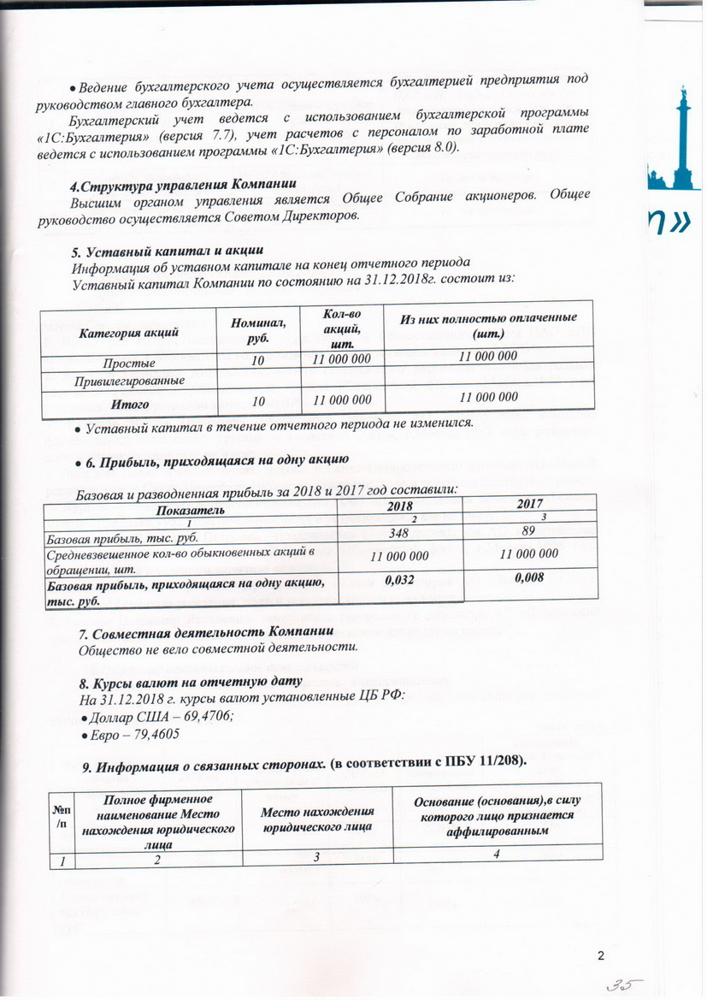 • Ведение бухгалтерского учета осуществляется бухгалтерией предприятия под
руководством главного бухгалтера.
Бухгалтерский учет ведется с использованием бухгалтерской программы
«1С:Бухгалтерия» (версия 7.7), учет расчетов с персоналом по заработной плате
ведется с использованием программы «1С:Бухгалтерия» (версия 8.0).
4.Структура управления Компании
Высшим органом управления является Общее Собрание акционеров. Общее
руководство осуществляется Советом Директоров.
п»
5. Уставный капитал и акции
Информация об уставном капитале на конец отчетного периода
Уставный капитал Компании по состоянию на 31.12.2018г. состоит из:
Категория акций Номинал, руб. Кол-во акций, шт. Из них полностью оплаченные (шт.)
Простые 10 11 000 000 11 000 000
Привилегированные
Итого 10 11 000 000 11 000 000
• Уставный капитал в течение отчетного периода не изменился.
• 6. Прибыль, приходящаяся на одну акцию
Базовая и разводненная прибыль за 2018 и 2017 год составили:
Показатель 2018 2017
1 2 3
Базовая прибыль, тыс. руб. 348 89
Средневзвешенное кол-во обыкновенных акций в
обращении, шт. 11 000 000 11 000 000
Базовая прибыль, приходящаяся на одну акцию,
тыс. руб. 0,032 0,008
7. Совместная деятельность Компании
Общество не вело совместной деятельности.
8. Курсы валют на отчетную дату
На 31.12.2018 г. курсы валют установленные ЦБ РФ:
• Доллар США – 69,4706;
• Евро – 79,4605
9. Информация о связанных сторонах. (в соответствии с ПБУ 11/208).
№п/п Полное фирменное наименование Место нахождения юридического лица Место нахождения юридического лица Основание (основания),в силу которого лицо признается аффилированным
1 2 3 4
2
35